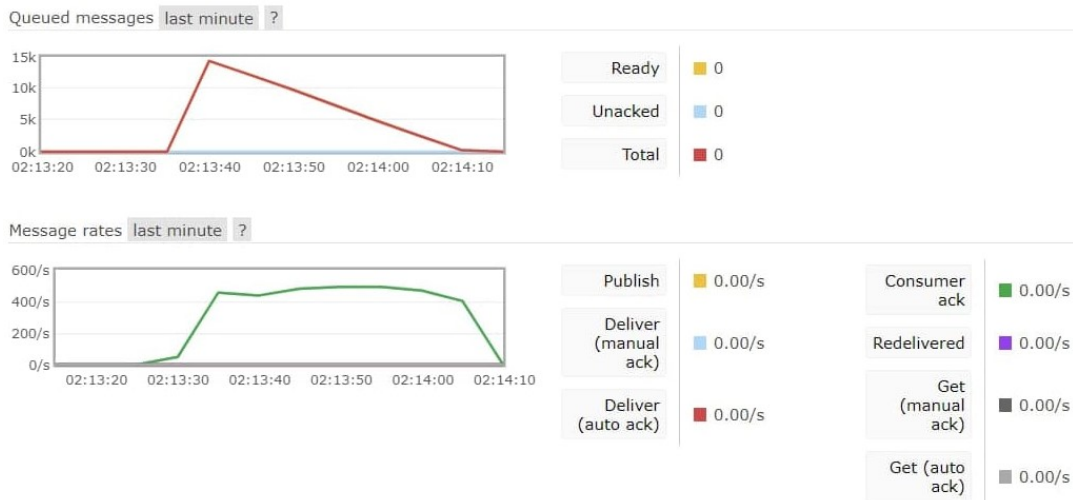 Queued messages last minute ?
15k
10k
5k
0k
02:13:20 02:13:30 02:13:40 02:13:50 02:14:00 02:14:10
Ready 0
Unacked 0
Total 0
Message rates last minute ?
600/s
400/s
200/s
0/s
02:13:20 02:13:30 02:13:40 02:13:50 02:14:00 02:14:10
Publish 0.00/s
Deliver
(manual 0.00/s
ack)
Deliver
(auto ack) 0.00/s
Consumer
ack 0.00/s
Redelivered 0.00/s
Get
(manual 0.00/s
ack)
Get (auto
ack) 0.00/s